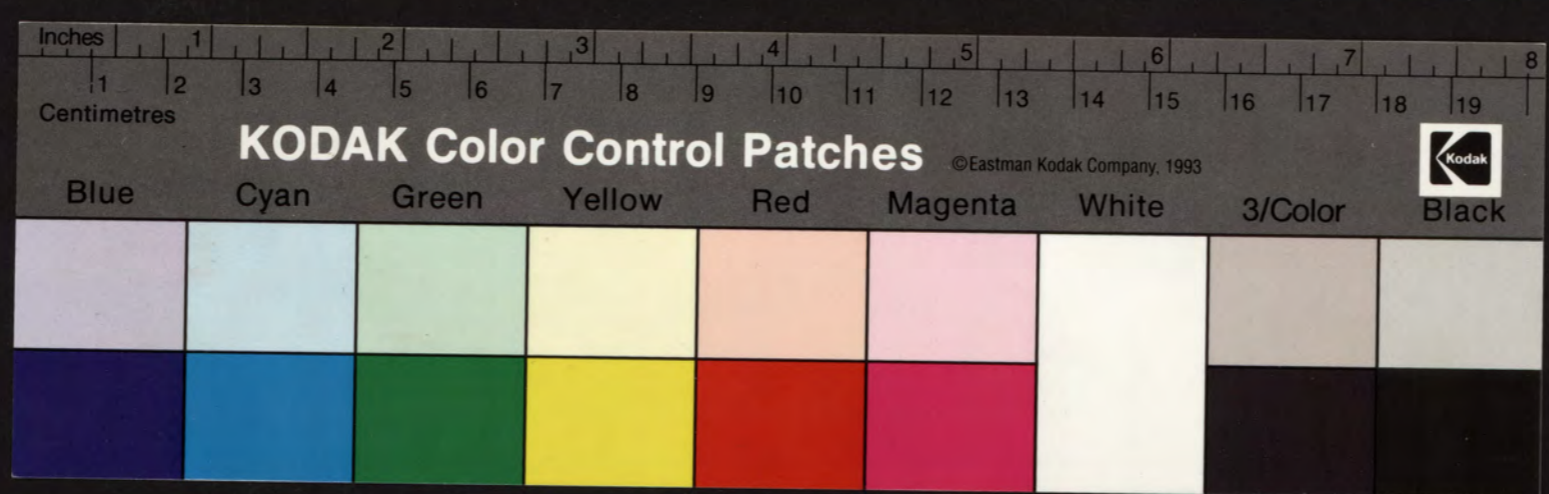 Inches 1 2 3 4 5 6 7 8
1 2 3 4 5 6 7 8 9 10 11 12 13 14 15 16 17 18 19
Centimetres
KODAK Color Control Patches ©Eastman Kodak Company, 1993 Kodak
Blue Cyan Green Yellow Red Magenta White 3/Color Black